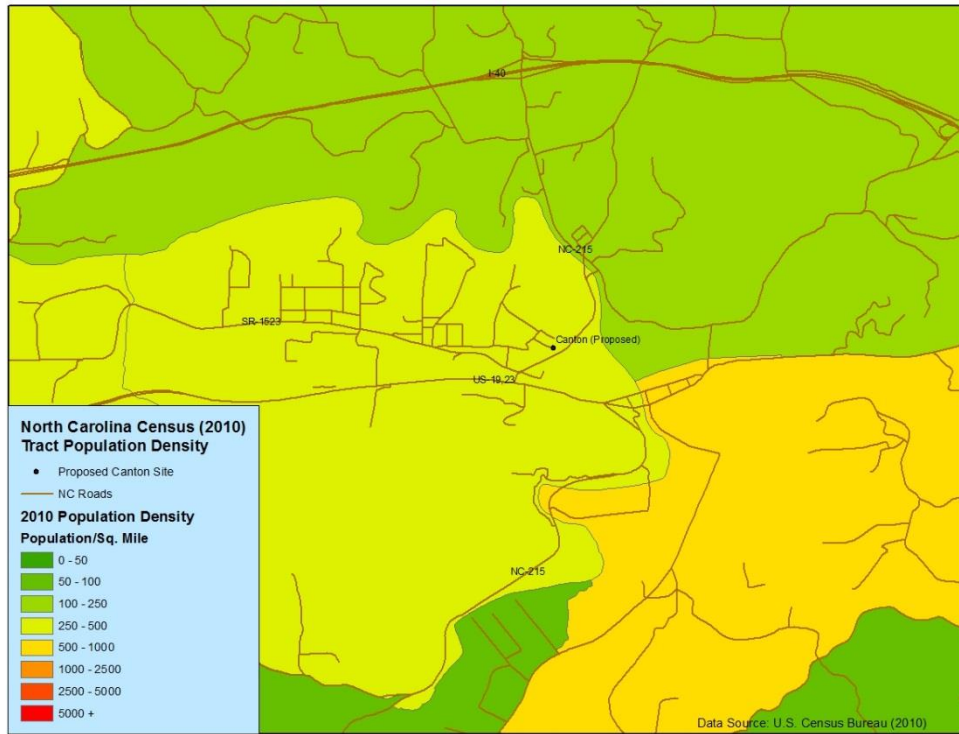 I-40
NC-215
SR-1523
Canton (Proposed)
US-19,23
NC-215
North Carolina Census (2010)
Tract Population Density
Proposed Canton Site
NC Roads
2010 Population Density
Population/Sq. Mile
0 - 50
50 - 100
100 - 250
250 - 500
500 - 1000
1000 - 2500
2500 - 5000
5000 +
Data Source: U.S. Census Bureau (2010)